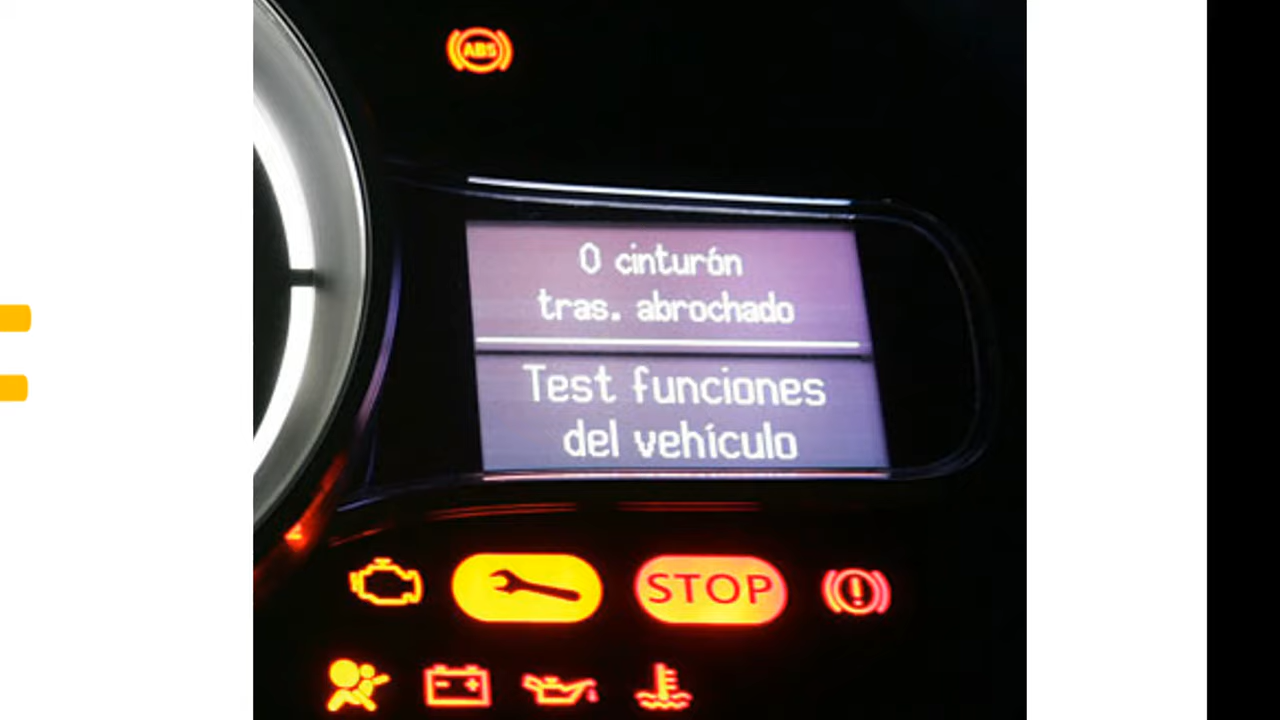 ABS
0 cinturón
tras. abrochado
Test funciones
del vehículo
STOP